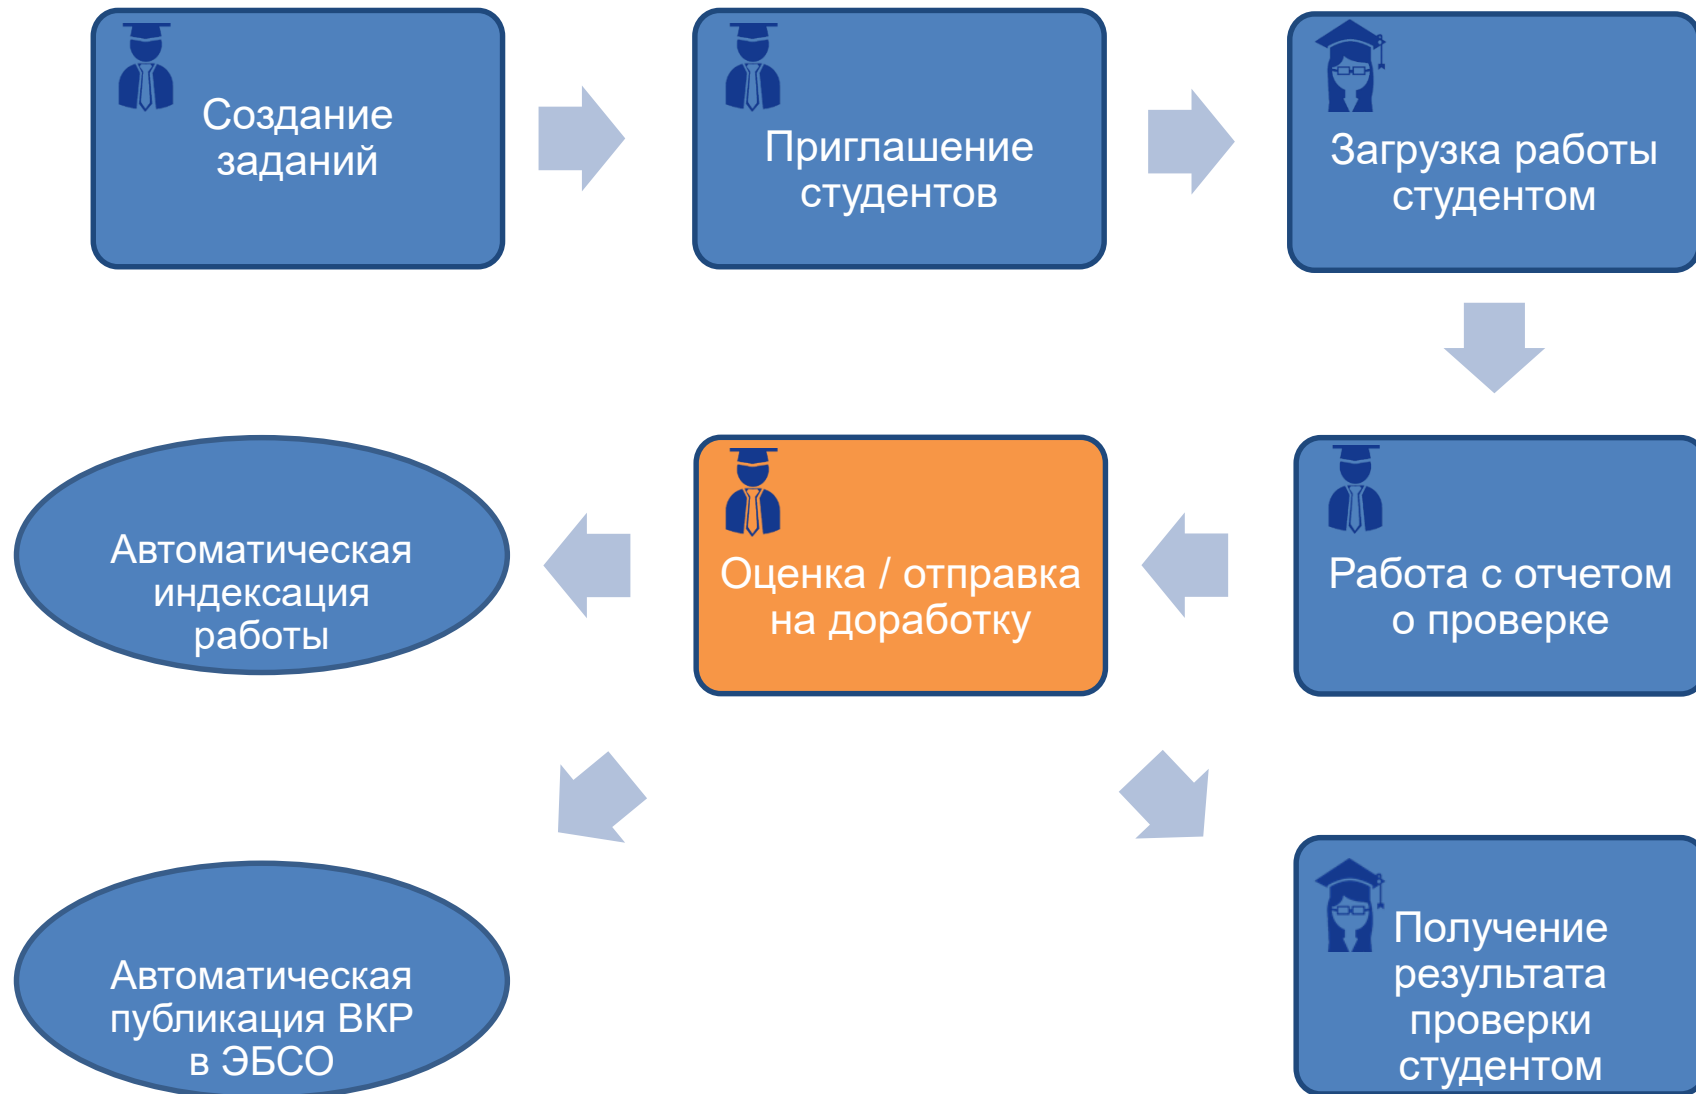 Создание
заданий
Приглашение
студентов
Загрузка работы
студентом
Автоматическая
индексация
работы
Оценка / отправка
на доработку
Работа с отчетом
о проверке
Автоматическая
публикация ВКР
в ЭБСО
Получение
результата
проверки
студентом